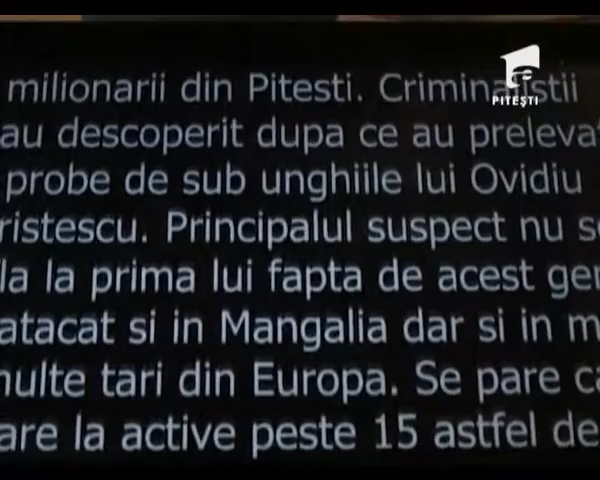 milionarii din Pitesti. Criminalistii
PITEŞTI
au descoperit dupa ce au prelevat
probe de sub unghiile lui Ovidiu
ristescu. Principalul suspect nu s
la la prima lui fapta de acest gen
atacat si in Mangalia dar si in m
multe tari din Europa. Se pare ca
are la active peste 15 astfel de